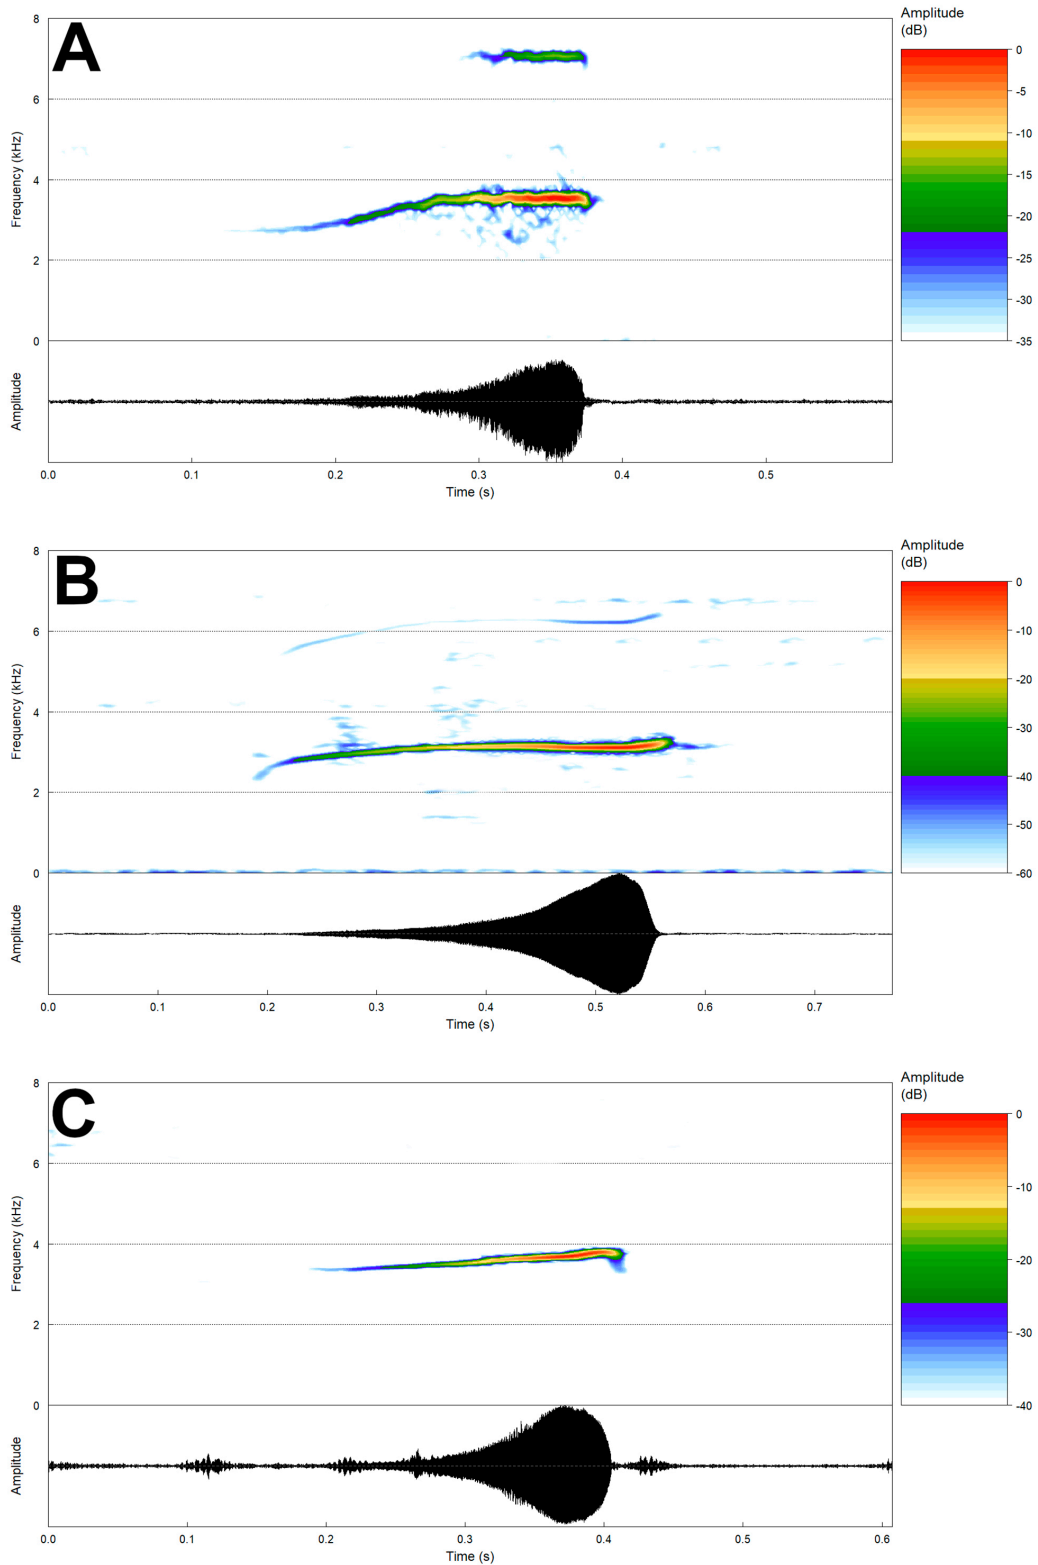 A
Amplitude
(dB)
8
6
4
2
0
Frequency (kHz)
0
-5
-10
-15
-20
-25
-30
-35
Amplitude
0.0 0.1 0.2 0.3 0.4 0.5
Time (s)
B
Amplitude
(dB)
8
6
4
2
0
Frequency (kHz)
0
-10
-20
-30
-40
-50
-60
Amplitude
0.0 0.1 0.2 0.3 0.4 0.5 0.6 0.7
Time (s)
C
Amplitude
(dB)
8
6
4
2
0
Frequency (kHz)
0
-10
-20
-30
-40
Amplitude
0.0 0.1 0.2 0.3 0.4 0.5 0.6
Time (s)